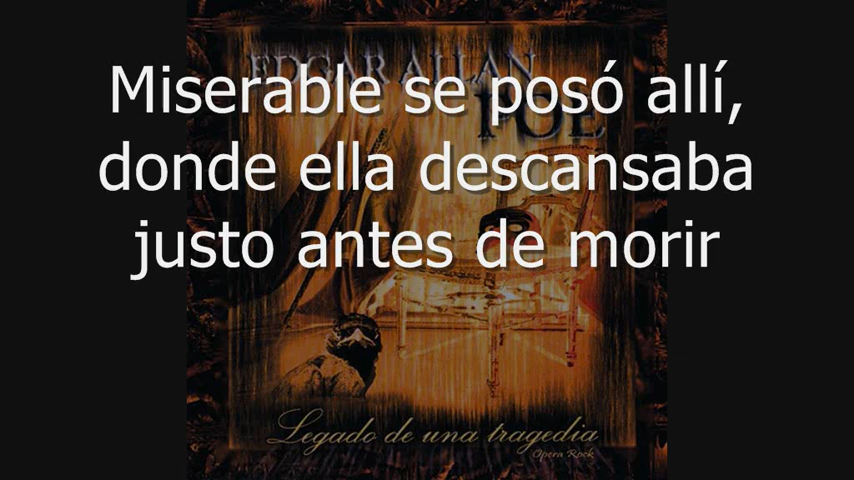 EDGAR ALLAN
POE
Miserable se posó allí,
donde ella descansaba
justo antes de morir
Legado de una tragedia
Opera Rock